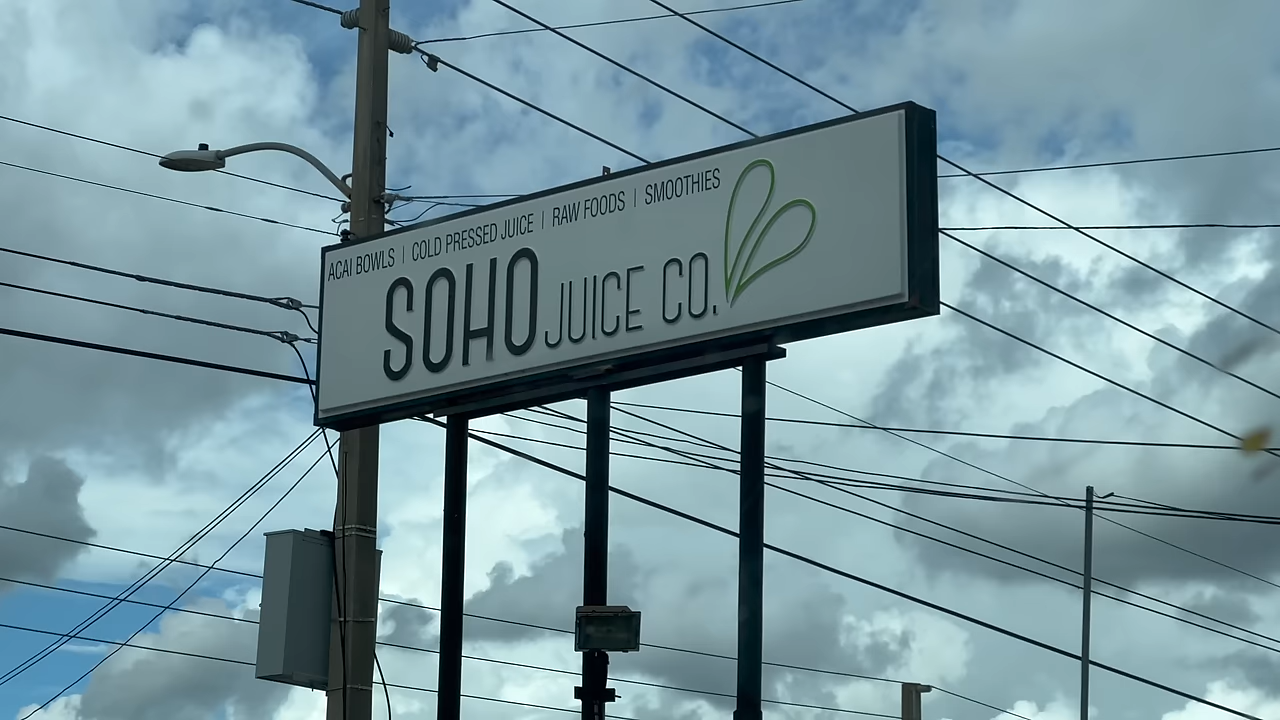 ACAI BOWLS | COLD PRESSED JUICE | RAW FOODS | SMOOTHIES
SOHO JUICE CO.